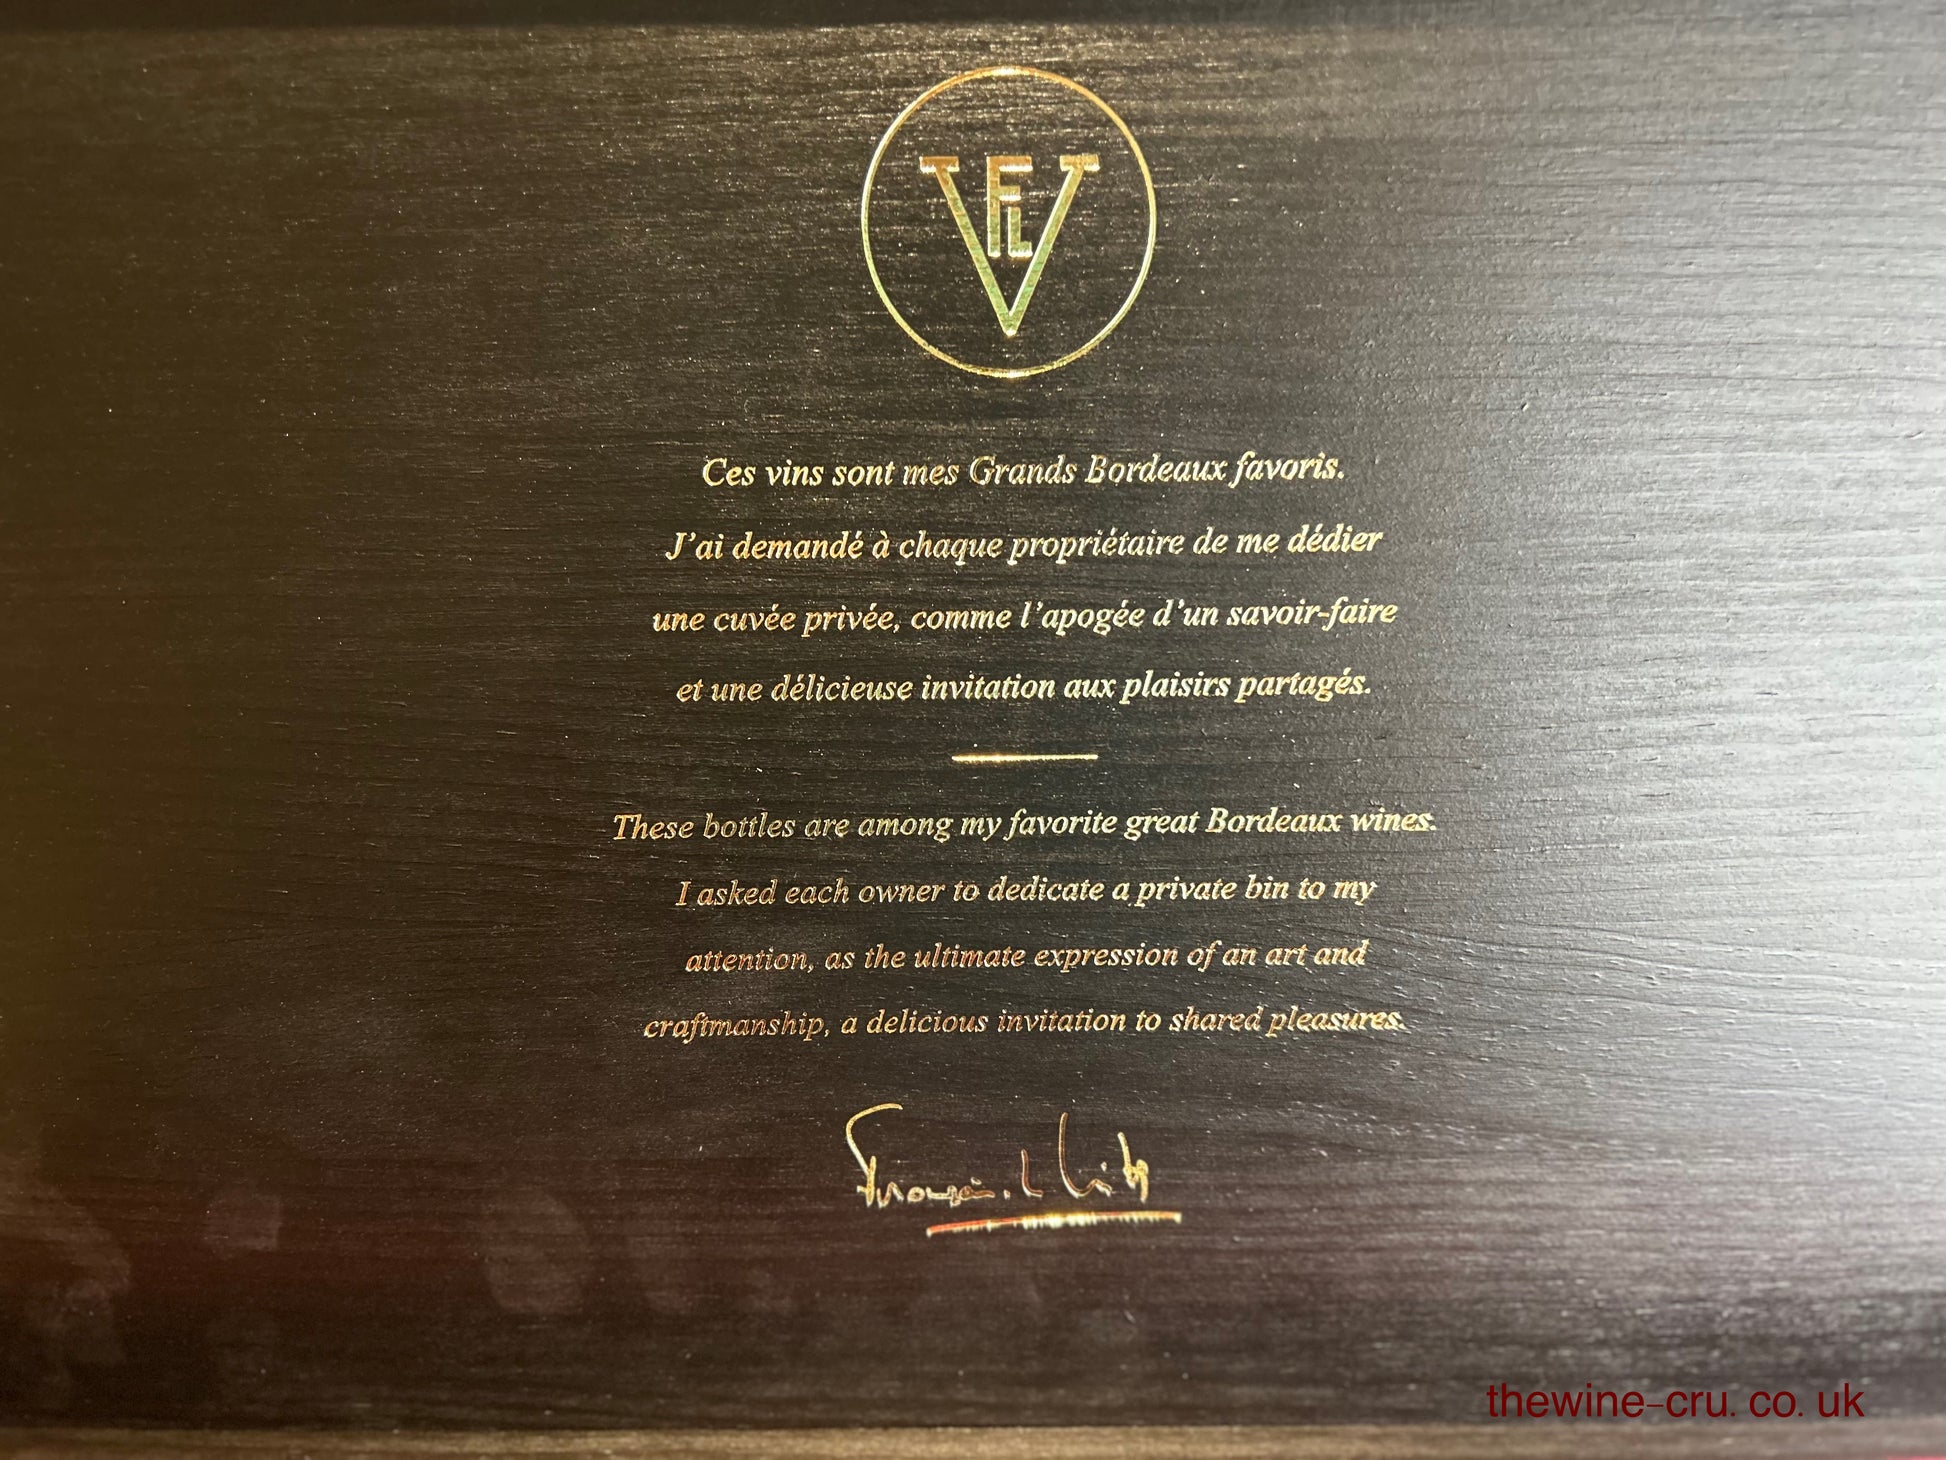 V FL
Ces vins sont mes Grands Bordeaux favoris.
J'ai demandé à chaque propriétaire de me dédier
une cuvée privée, comme l'apogée d'un savoir-faire
et une délicieuse invitation aux plaisirs partagés.
These bottles are among my favorite great Bordeaux wines.
I asked each owner to dedicate a private bin to my
attention, as the ultimate expression of an art and
craftmanship, a delicious invitation to shared pleasures.
thewine-cru. co. uk